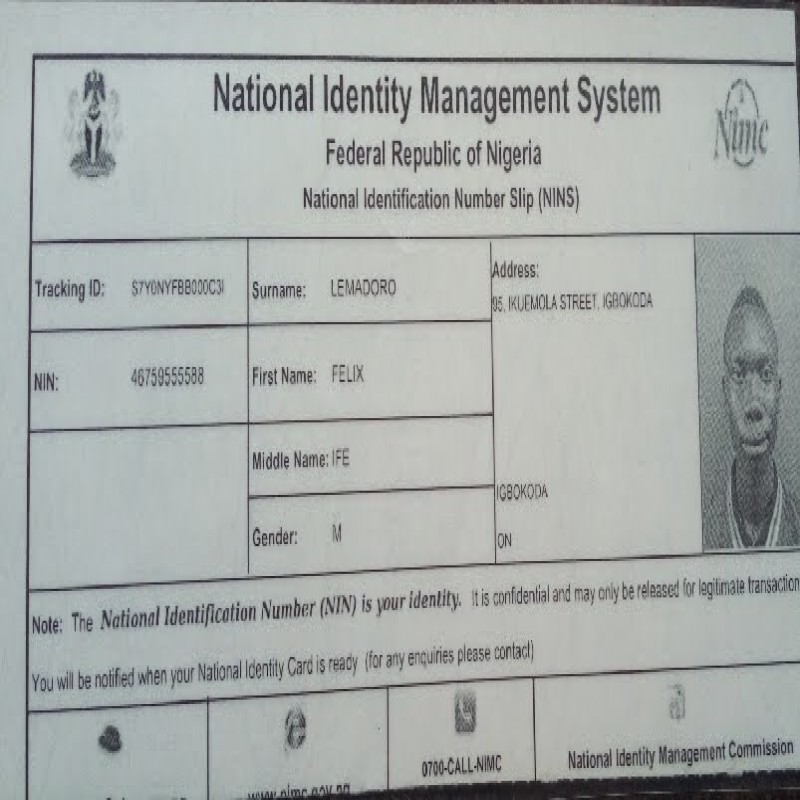 National Identity Management System
Federal Republic of Nigeria
National Identification Number Slip (NINS)
Nimc
Tracking ID: S7Y0NYFBB000C3I
Surname: LEMADORO
Address:
95, IKUEMOLA STREET, IGBOKODA
NIN: 46759555588
First Name: FELIX
Middle Name: IFE
IGBOKODA
Gender: M
ON
Note: The National Identification Number (NIN) is your identity. It is confidential and may only be released for legitimate transaction
You will be notified when your National Identity Card is ready (for any enquiries please contact)
www.nimc.gov.ng
0700-CALL-NIMC
National Identity Management Commission